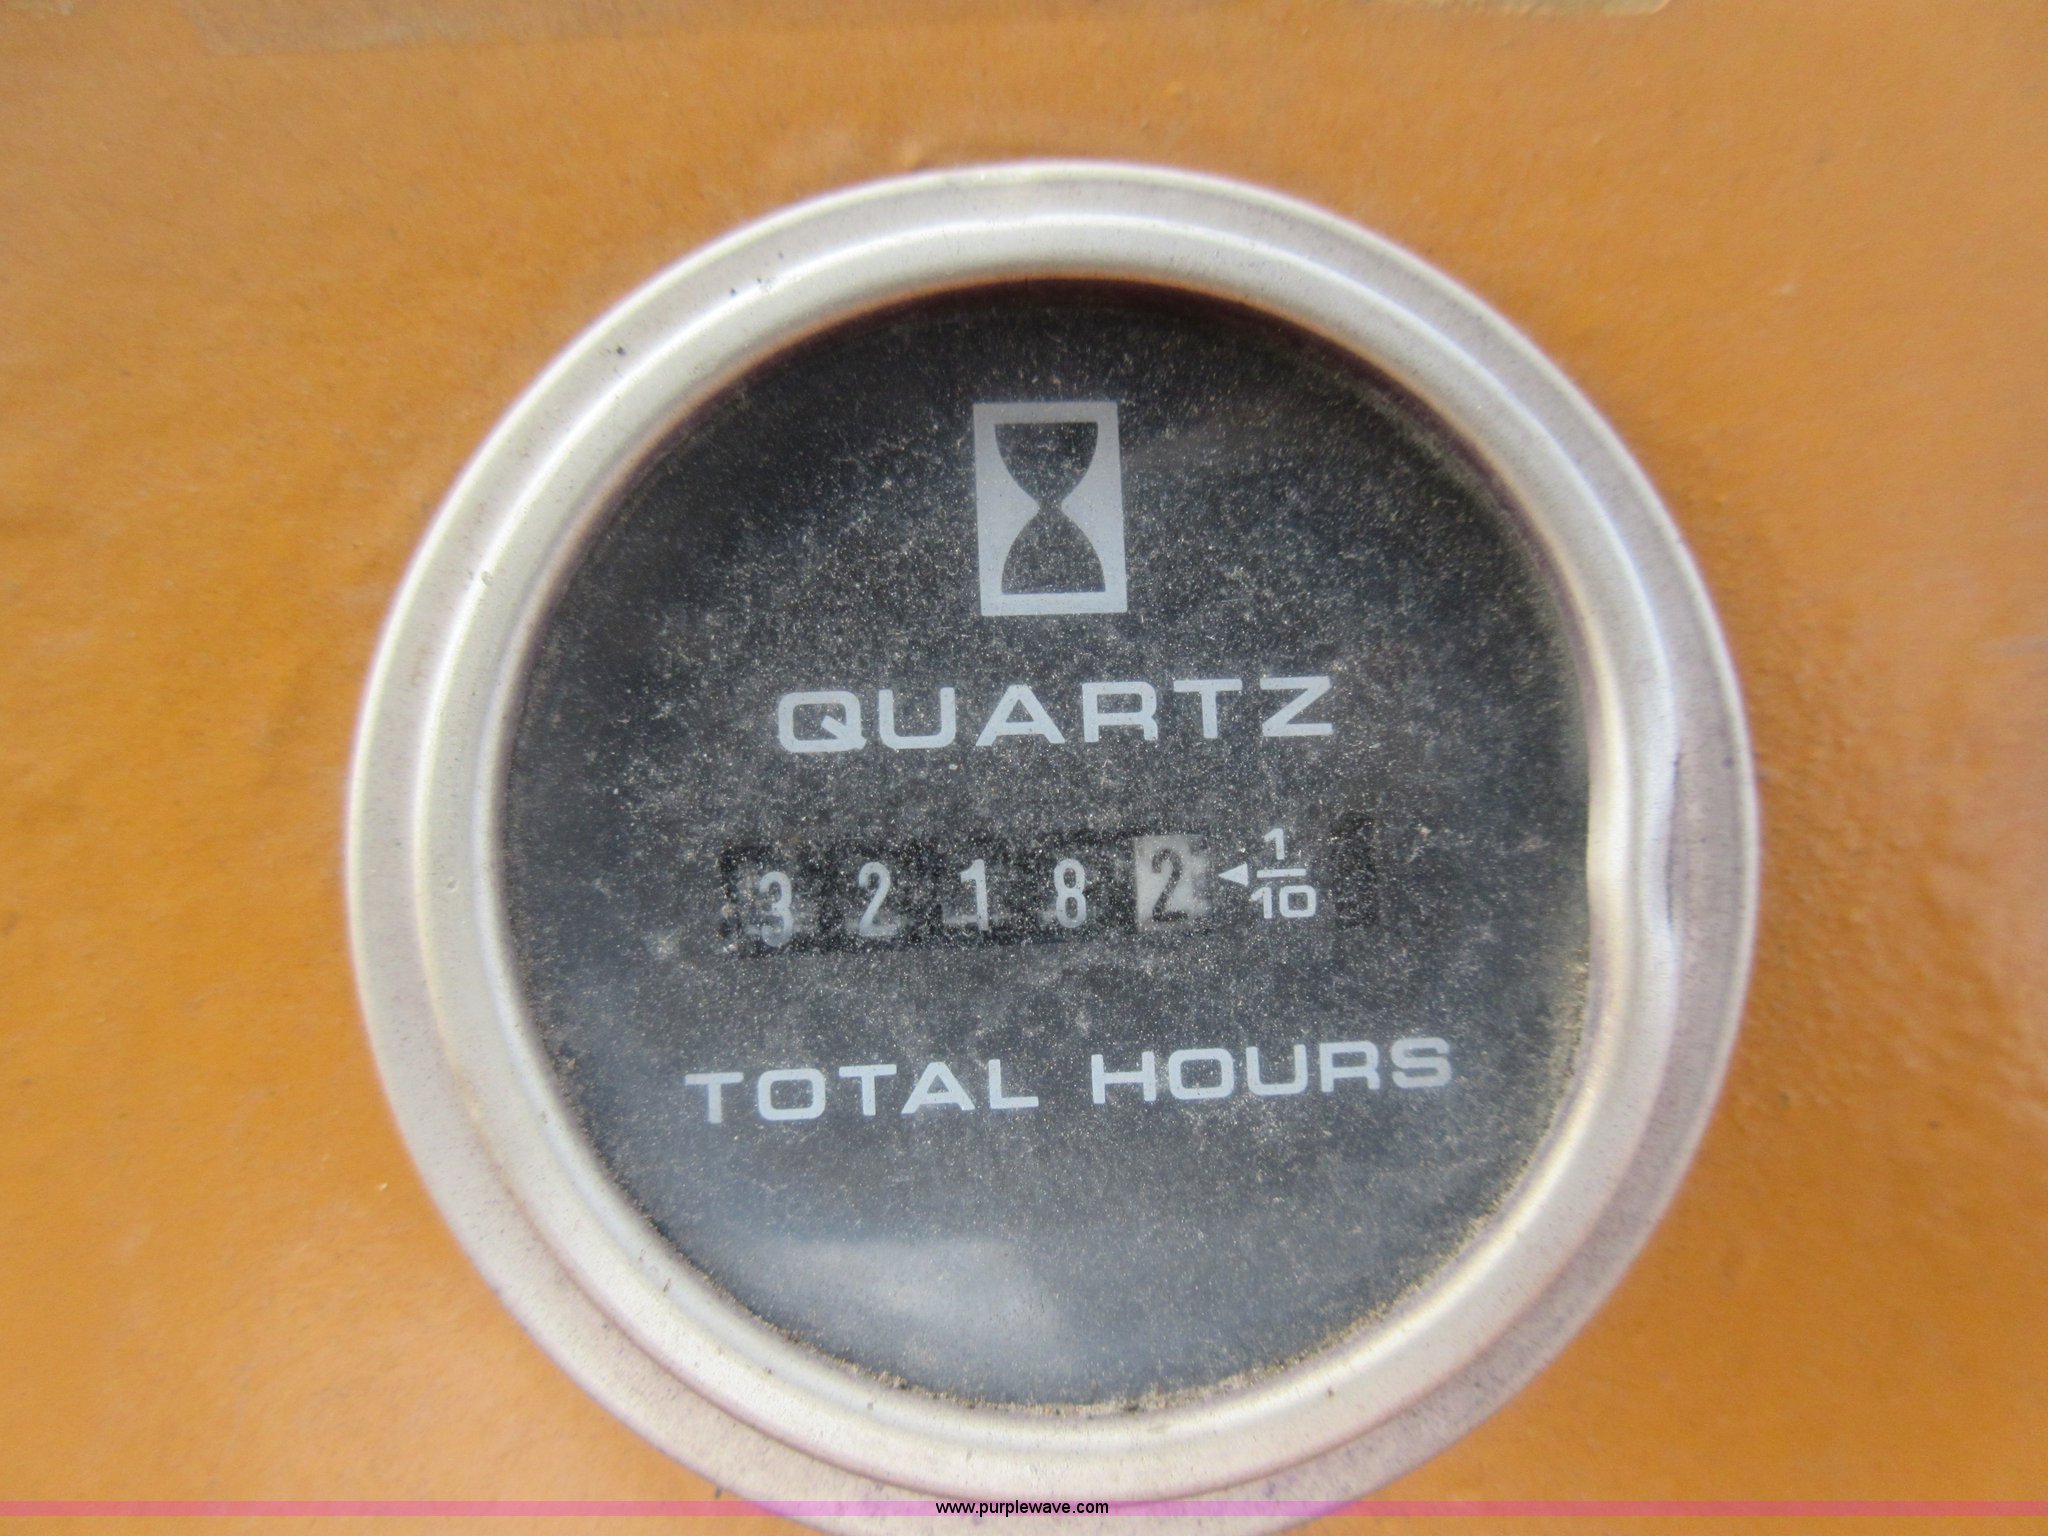 QUARTZ
32182 ◄1/10
TOTAL HOURS
www.purplewave.com